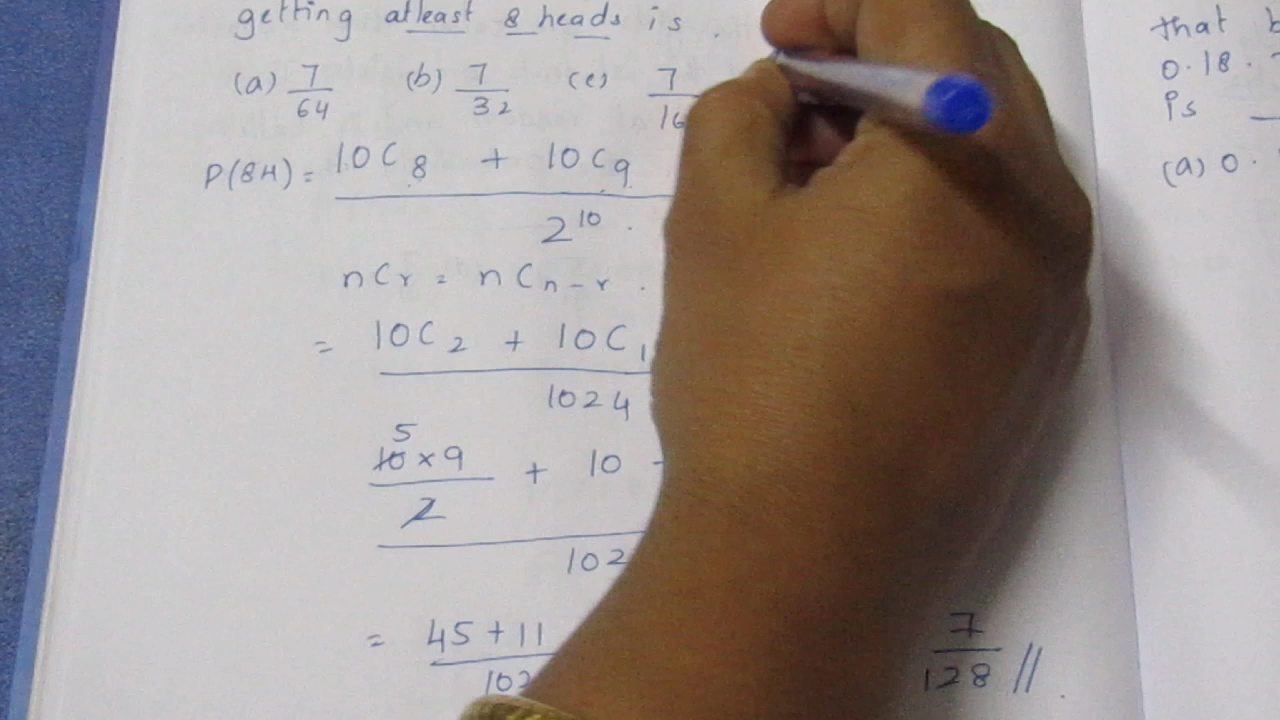 getting atleast 8 heads is .
(a) 7/64 (b) 7/32 (c) 7/16
P(8H) = 10C8 + 10C9
2^10 .
nCr = nCn-r .
= 10C2 + 10C1
1024
5
10 × 9 + 10
2
102
= 45 + 11
102
7
128 //
that b
0.18 .
is
(a) 0.